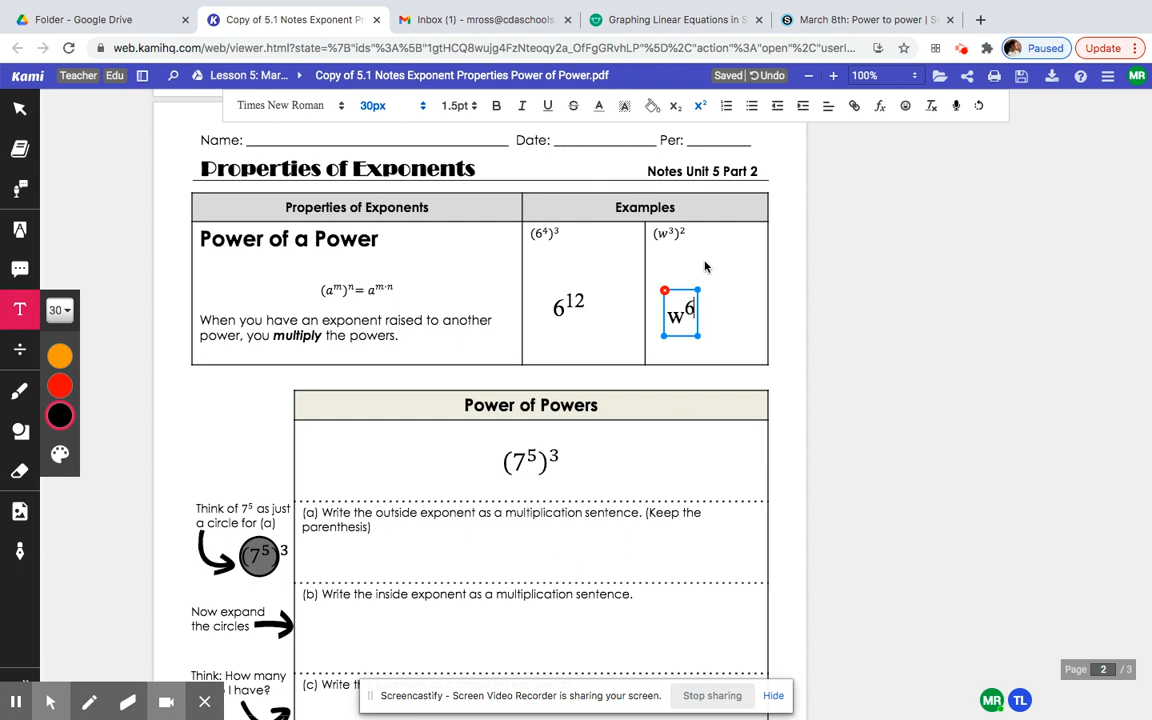 Folder - Google Drive
Copy of 5.1 Notes Exponent Pr
Inbox (1) - mross@cdaschools.
Graphing Linear Equations in S
March 8th: Power to power | Sc
web.kamihq.com/web/viewer.html?state=%7B"ids"%3A%5B"1gtHCQ8wujg4FzNteoqy2a_OfFgGRvhLP"%5D%2C"action"%3A"open"%2C"userI...
Paused
Update
Kami
Teacher
Edu
Lesson 5: Mar...
Copy of 5.1 Notes Exponent Properties Power of Power.pdf
Saved
Undo
100%
MR
Times New Roman
30px
1.5pt
Name: ________ Date: ________ Per: ________
Properties of Exponents
Notes Unit 5 Part 2
Properties of Exponents
Examples
Power of a Power
(6⁴)³
(w³)²
(aᵐ)ⁿ= aᵐ·ⁿ
6¹²
w⁶
When you have an exponent raised to another
power, you multiply the powers.
30
Power of Powers
(7⁵)³
Think of 7⁵ as just
a circle for (a)
(7⁵)³
(a) Write the outside exponent as a multiplication sentence. (Keep the
parenthesis)
(b) Write the inside exponent as a multiplication sentence.
Now expand
the circles
Think: How many
I have?
(c) Write th
Page 2 / 3
Screencastify - Screen Video Recorder is sharing your screen.
Stop sharing
Hide
MR
TL